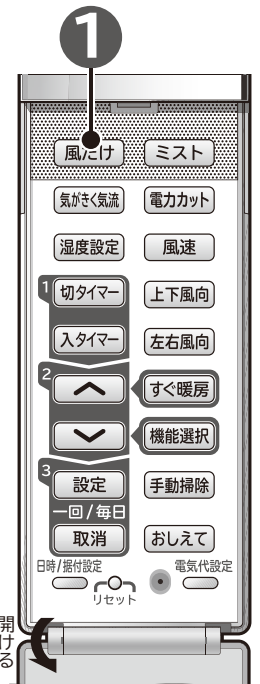 1
風だけ ミスト
気がきく気流 電力カット
湿度設定 風速
1 切タイマー 上下風向
入タイマー 左右風向
2 すぐ暖房
機能選択
3 設定 手動掃除
一回/毎日
取消 おしえて
日時/据付設定 電気代設定
リセット
開ける